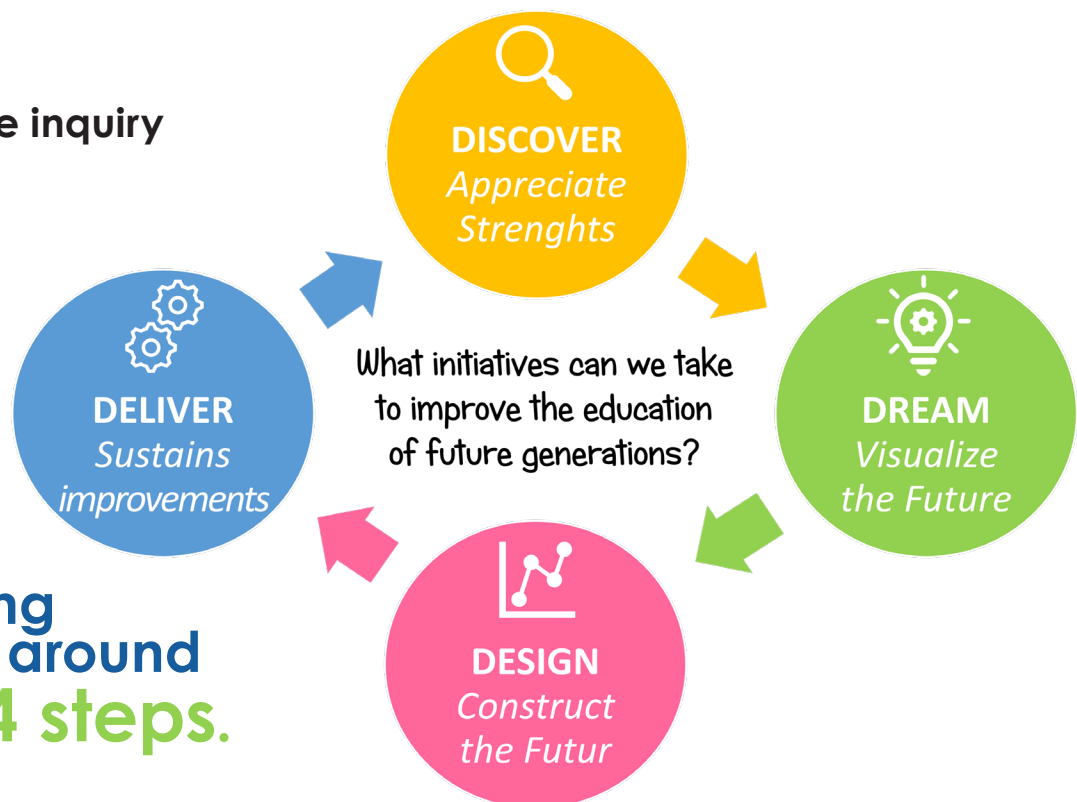 e inquiry
DISCOVER
Appreciate
Strenghts
What initiatives can we take
to improve the education
of future generations?
DELIVER
Sustains
improvements
DREAM
Visualize
the Future
ng
around
4 steps.
DESIGN
Construct
the Futur